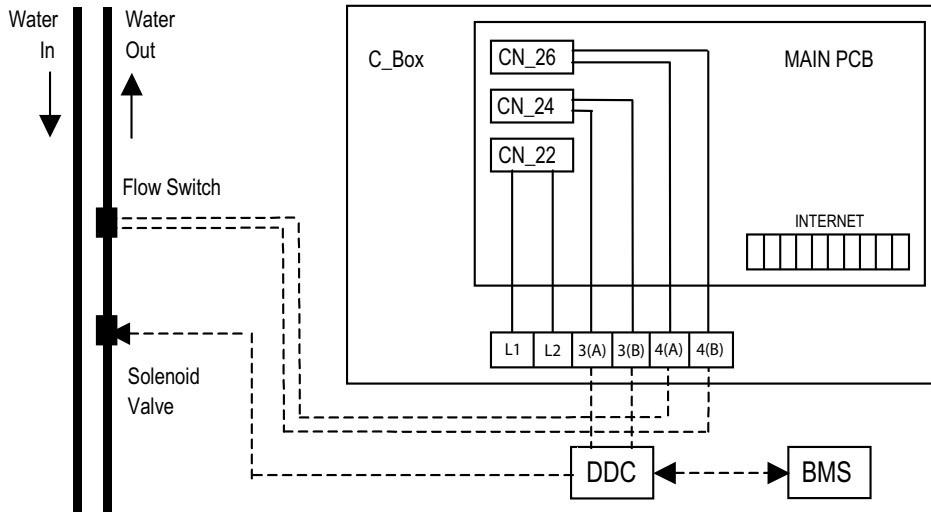 Water
In
Water
Out
C_Box
MAIN PCB
CN_26
CN_24
CN_22
Flow Switch
INTERNET
L1 L2 3(A) 3(B) 4(A) 4(B)
Solenoid
Valve
DDC
BMS